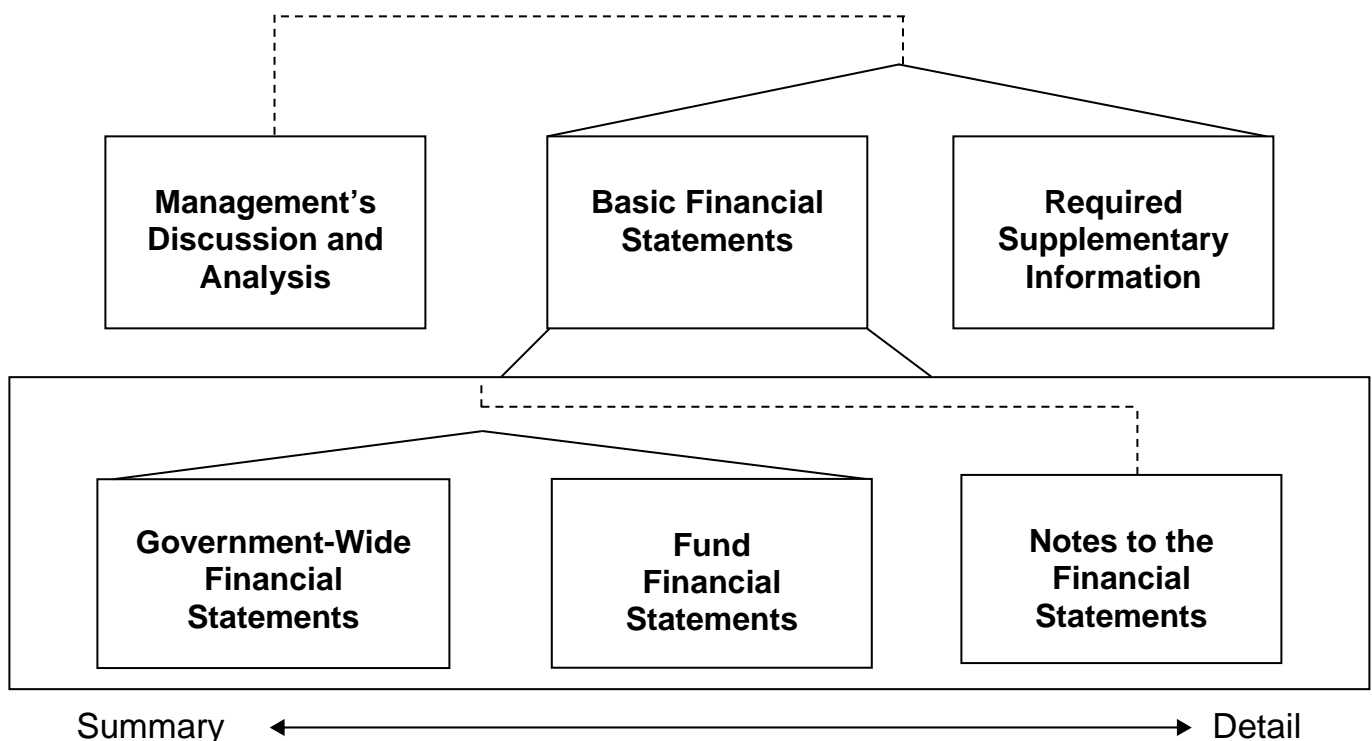 Management’s
Discussion and
Analysis
Basic Financial
Statements
Required
Supplementary
Information
Government-Wide
Financial
Statements
Fund
Financial
Statements
Notes to the
Financial
Statements
Summary
Detail